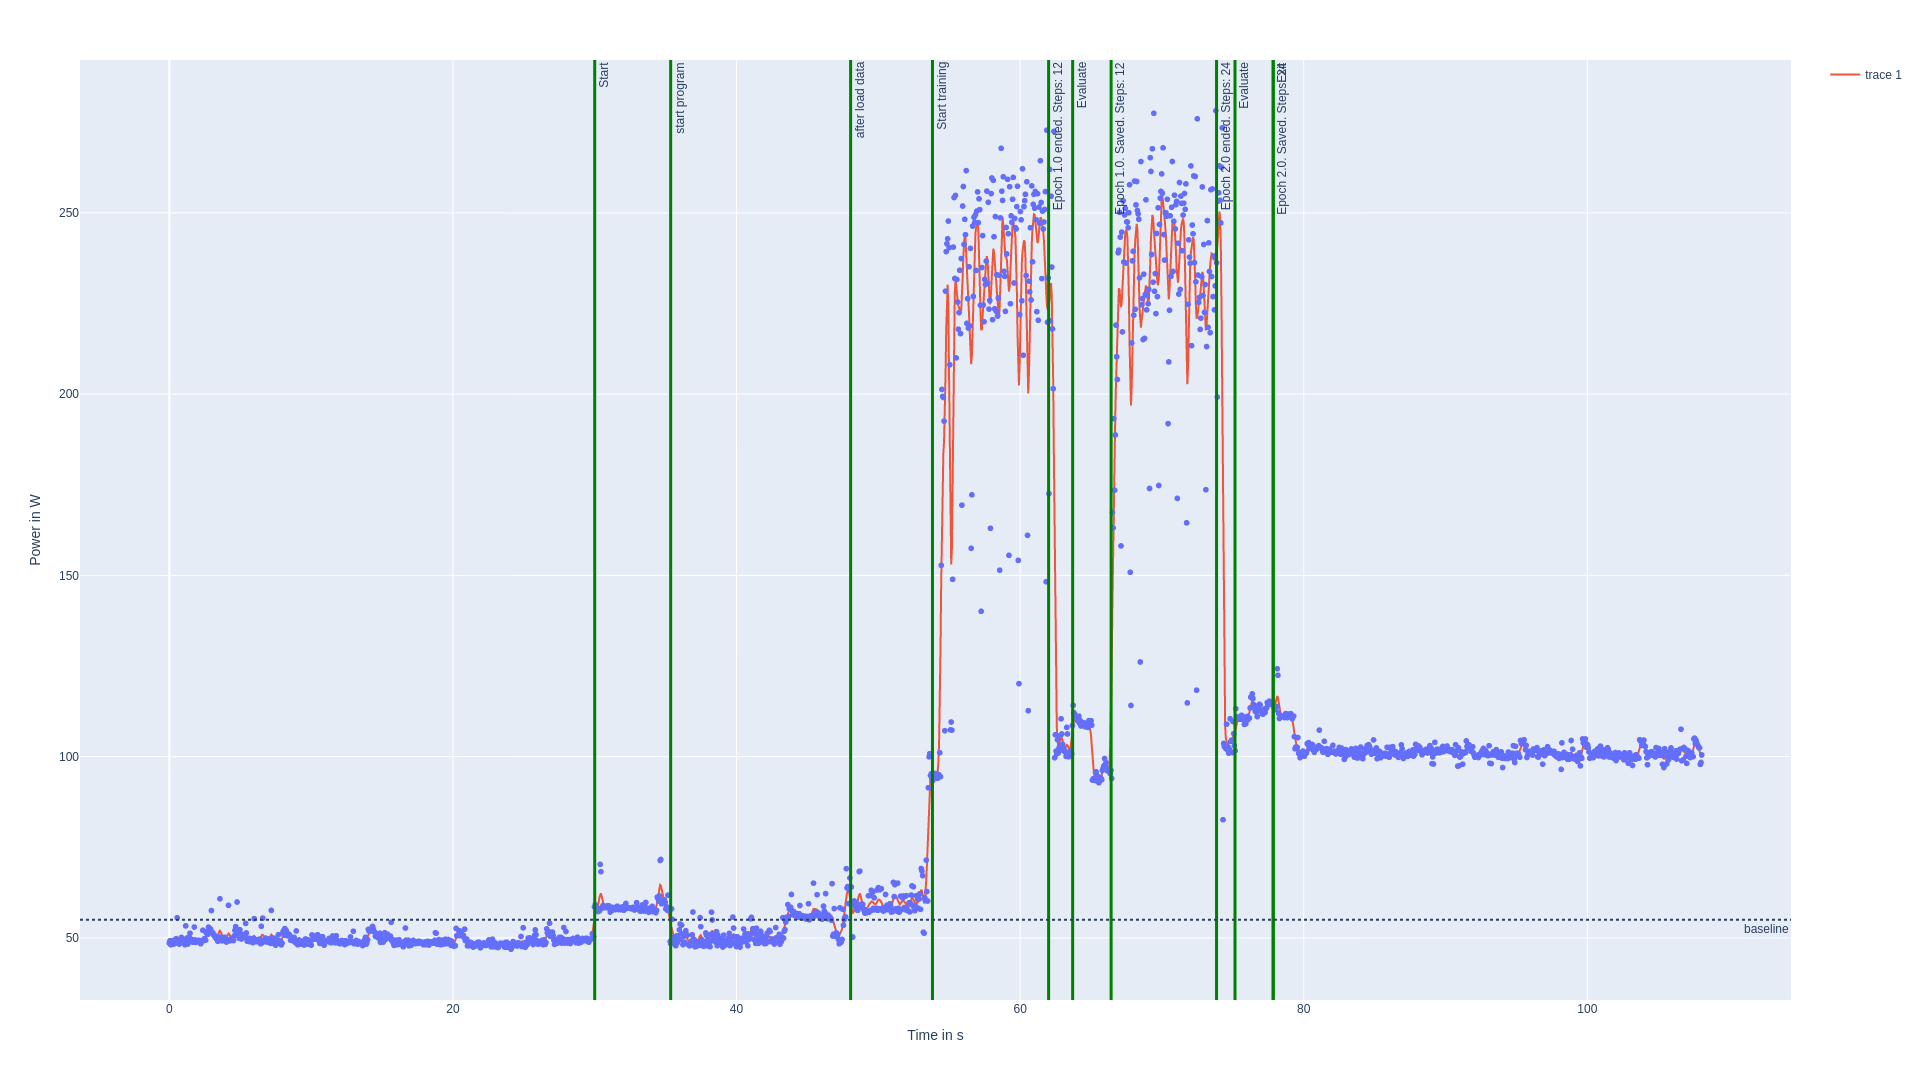 Start
start program
after load data
Start training
Epoch 1.0 ended. Steps: 12
Evaluate
Epoch 1.0. Saved. Steps: 12
Epoch 2.0 ended. Steps: 24
Evaluate
Epoch 2.0. Saved. Steps: 24
trace 1
250
200
150
100
50
Power in W
baseline
0
20
40
60
80
100
Time in s